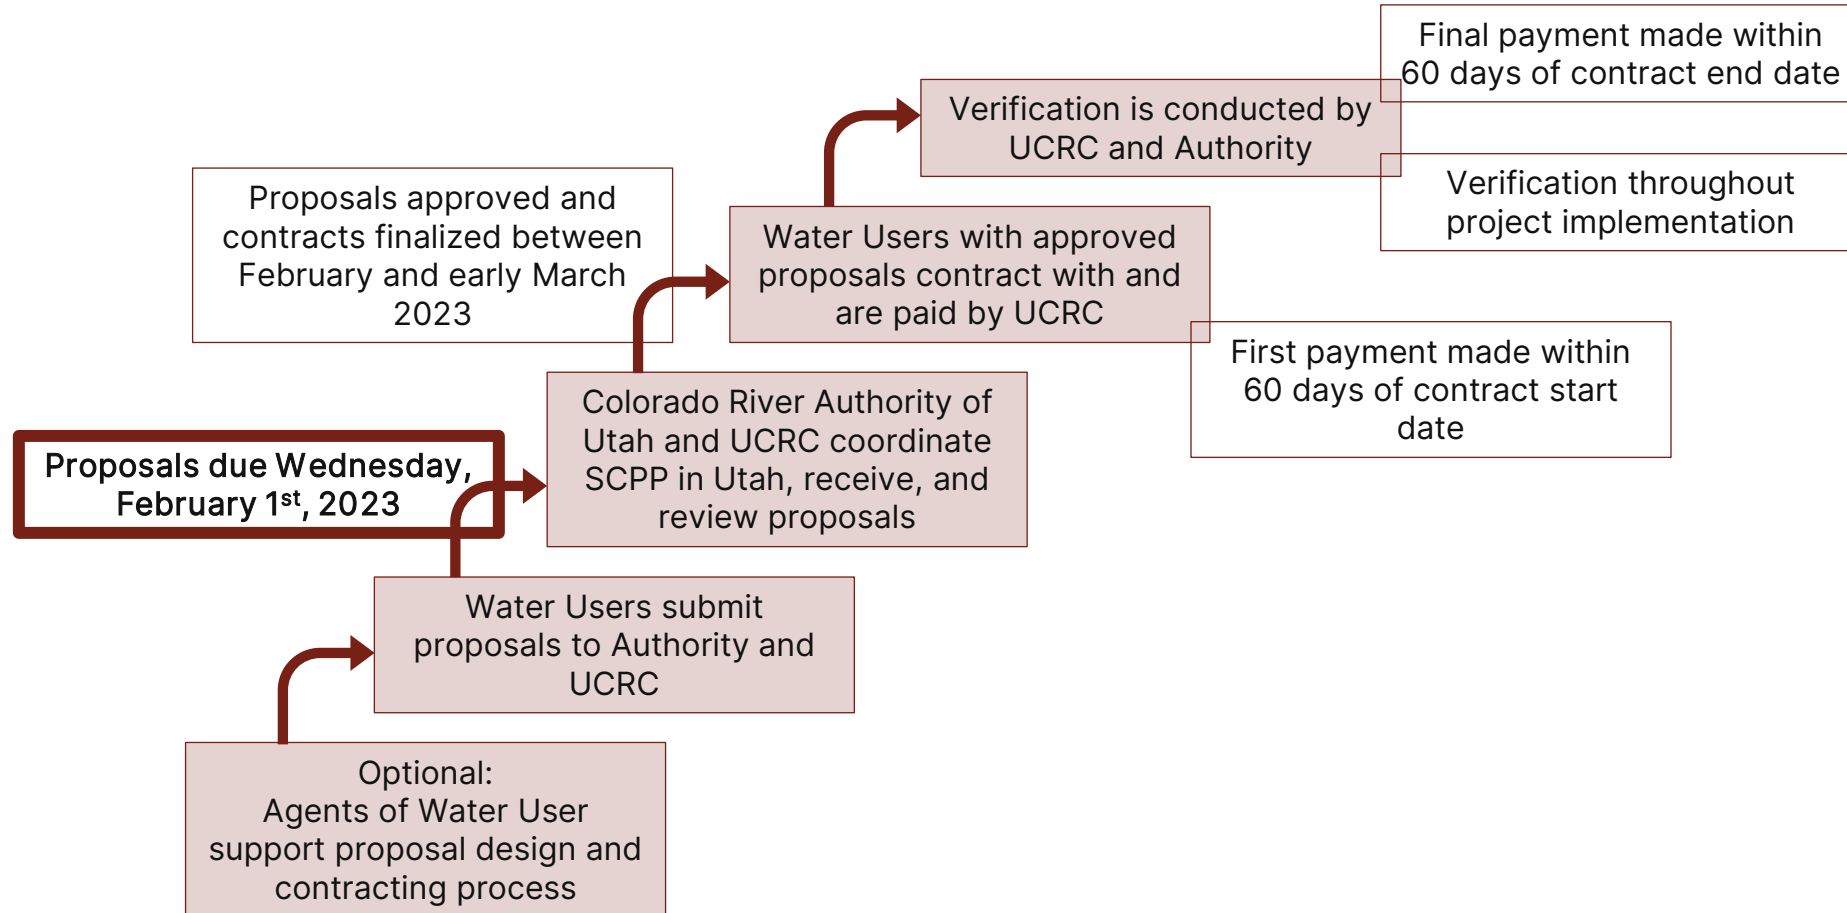 Final payment made within
60 days of contract end date
Verification is conducted by
UCRC and Authority
Verification throughout
project implementation
Proposals approved and
contracts finalized between
February and early March
2023
Water Users with approved
proposals contract with and
are paid by UCRC
First payment made within
60 days of contract start
date
Colorado River Authority of
Utah and UCRC coordinate
SCPP in Utah, receive, and
review proposals
Proposals due Wednesday,
February 1st, 2023
Water Users submit
proposals to Authority and
UCRC
Optional:
Agents of Water User
support proposal design and
contracting process